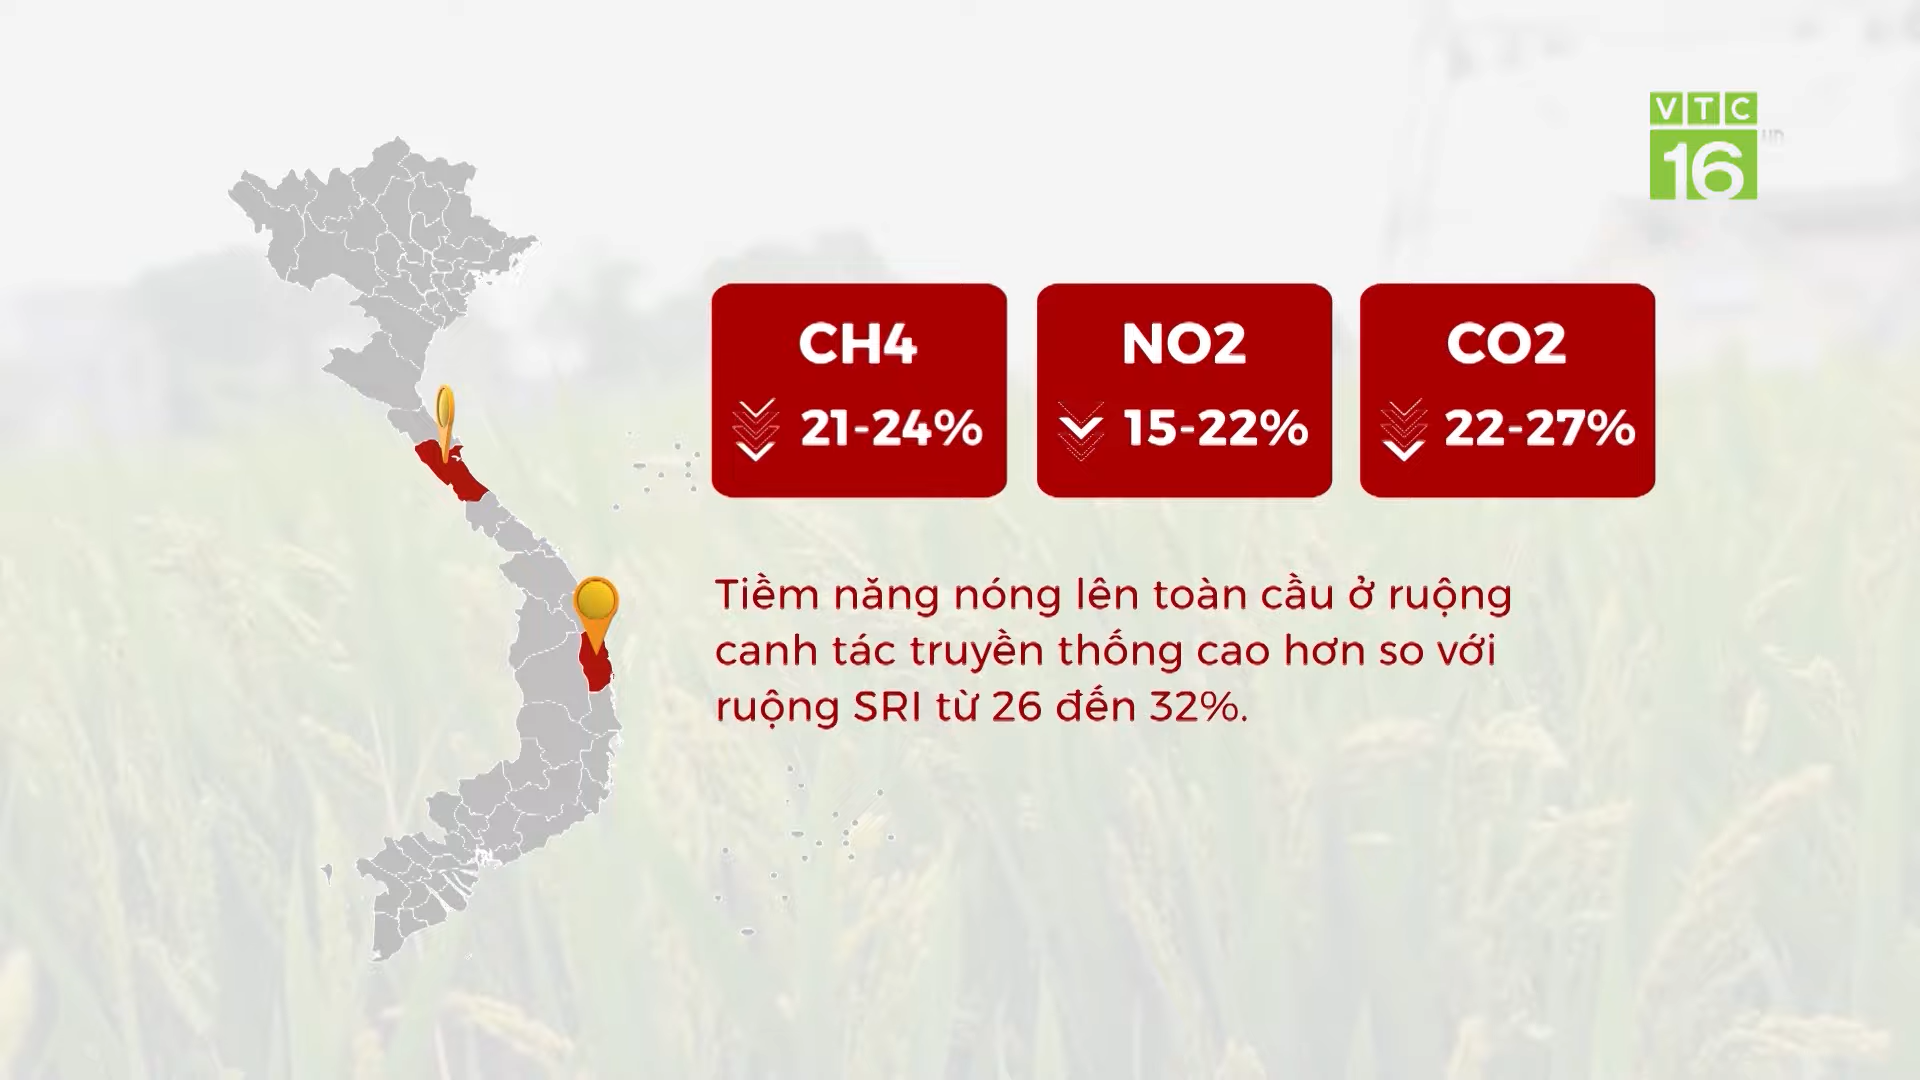 VTC
16
HD
CH4
21-24%
NO2
15-22%
CO2
22-27%
Tiềm năng nóng lên toàn cầu ở ruộng
canh tác truyền thống cao hơn so với
ruộng SRI từ 26 đến 32%.